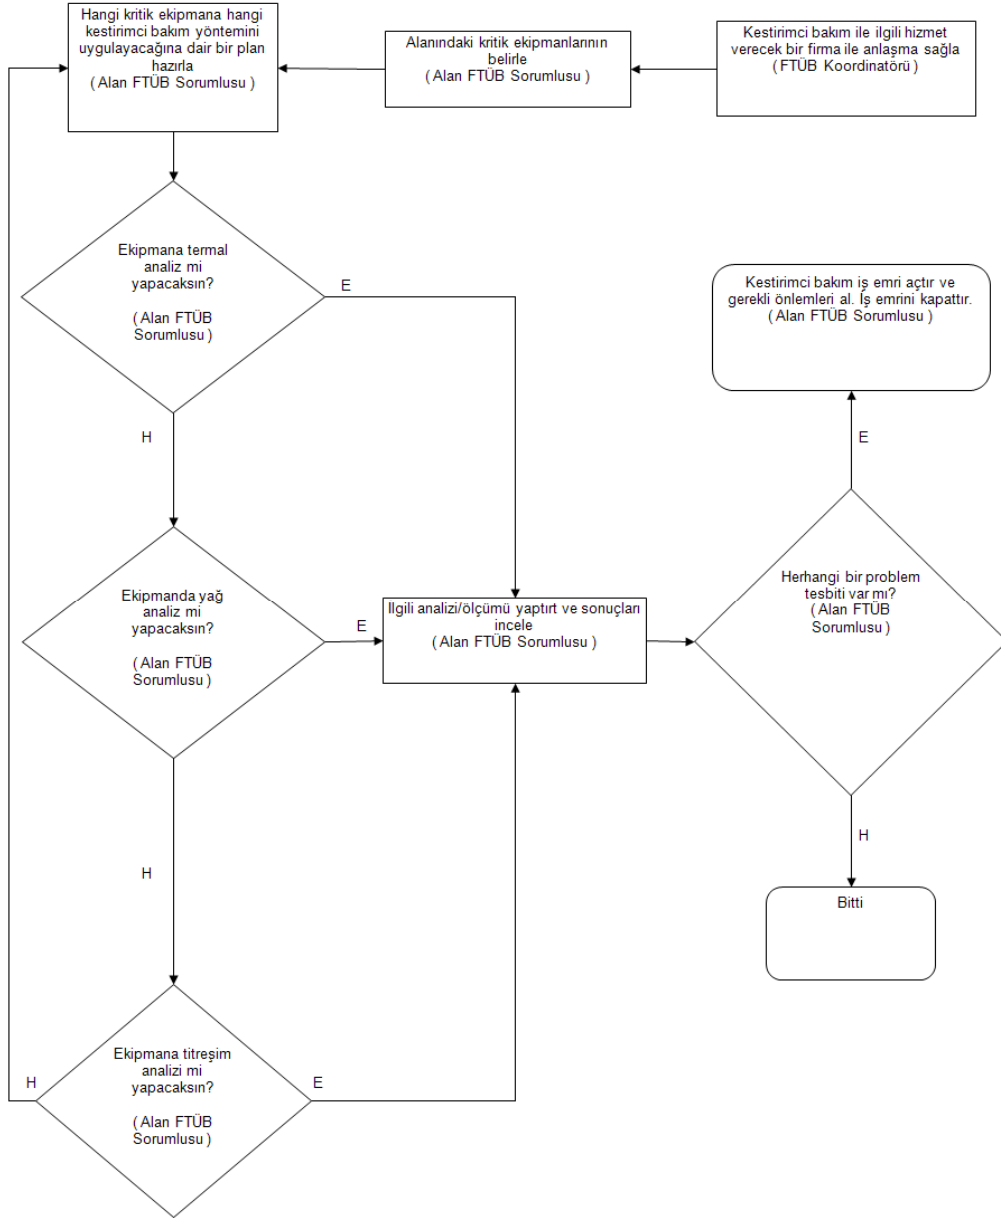 Hangi kritik ekipmana hangi
kestirimci bakım yöntemini
uygulayacağına dair bir plan
hazırla
( Alan FTÜB Sorumlusu )
Alanındaki kritik ekipmanlarının
belirle
( Alan FTÜB Sorumlusu )
Kestirimci bakım ile ilgili hizmet
verecek bir firma ile anlaşma sağla
( FTÜB Koordinatörü )
Ekipmana termal
analiz mi
yapacaksın?
( Alan FTÜB
Sorumlusu )
E
H
Kestirimci bakım iş emri açtır ve
gerekli önlemleri al. İş emrini kapattır.
( Alan FTÜB Sorumlusu )
E
Ekipmanda yağ
analiz mi
yapacaksın?
( Alan FTÜB
Sorumlusu )
E
H
Ilgili analizi/ölçümü yaptırt ve sonuçları
incele
( Alan FTÜB Sorumlusu )
Herhangi bir problem
tesbiti var mı?
( Alan FTÜB
Sorumlusu )
H
Bitti
Ekipmana titreşim
analizi mi
yapacaksın?
( Alan FTÜB
Sorumlusu )
H
E